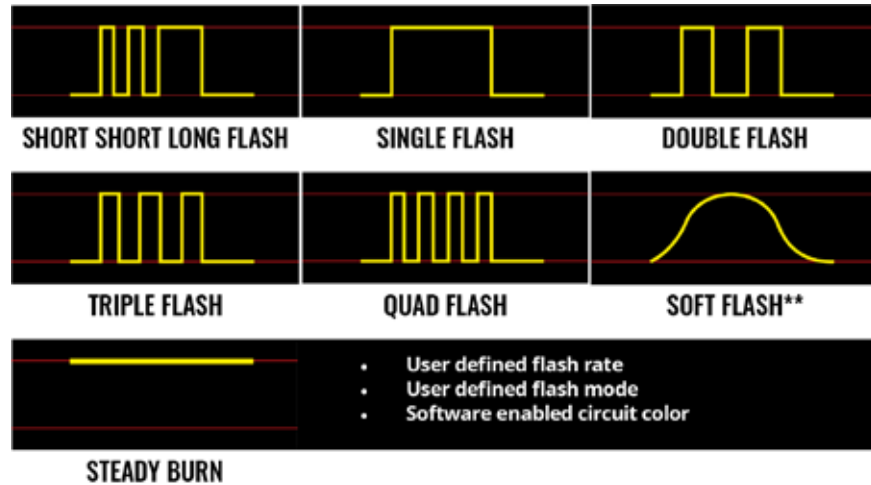 SHORT SHORT LONG FLASH
SINGLE FLASH
DOUBLE FLASH
TRIPLE FLASH
QUAD FLASH
SOFT FLASH**
• User defined flash rate
• User defined flash mode
• Software enabled circuit color
STEADY BURN